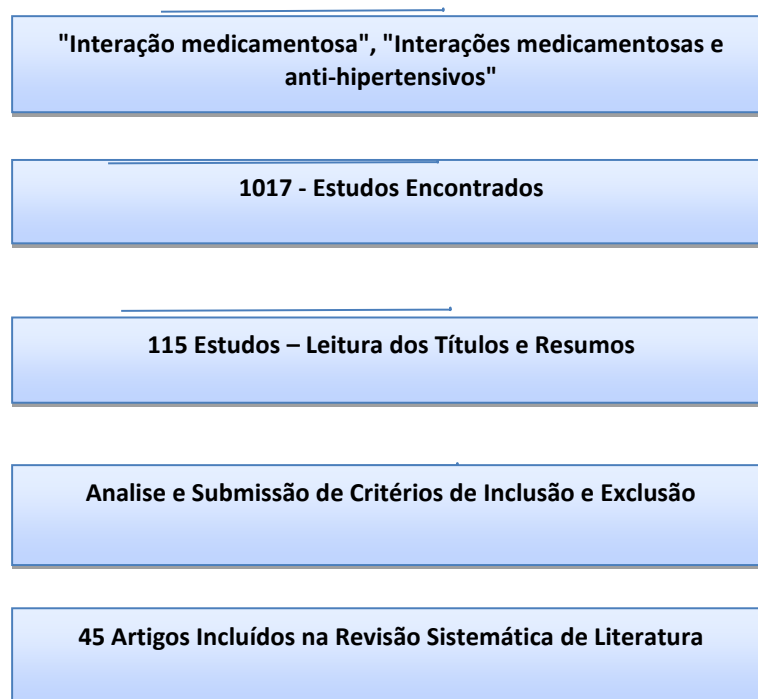 "Interação medicamentosa", "Interações medicamentosas e
anti-hipertensivos"
1017 - Estudos Encontrados
115 Estudos – Leitura dos Títulos e Resumos
Analise e Submissão de Critérios de Inclusão e Exclusão
45 Artigos Incluídos na Revisão Sistemática de Literatura